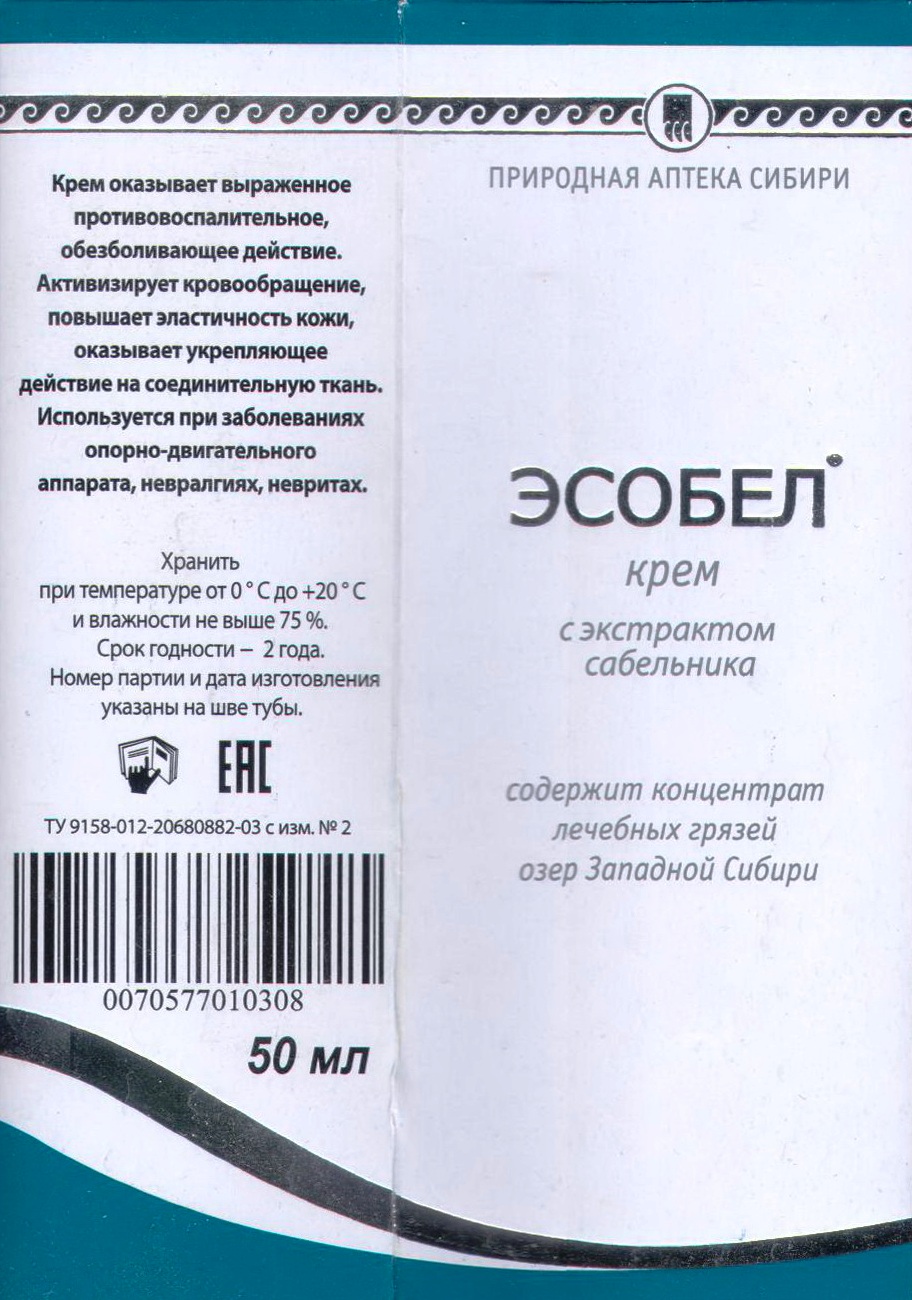 Крем оказывает выраженное
противовоспалительное,
обезболивающее действие.
Активизирует кровообращение,
повышает эластичность кожи,
оказывает укрепляющее
действие на соединительную ткань.
Используется при заболеваниях
опорно-двигательного
аппарата, невралгиях, невритах.
Хранить
при температуре от 0 ° С до +20 ° С
и влажности не выше 75 %.
Срок годности – 2 года.
Номер партии и дата изготовления
указаны на шве тубы.
ЕАС
ТУ 9158-012-20680882-03 с изм. № 2
0070577010308
50 мл
ПРИРОДНАЯ АПТЕКА СИБИРИ
ЭСОБЕЛ®
крем
с экстрактом
сабельника
содержит концентрат
лечебных грязей
озер Западной Сибири